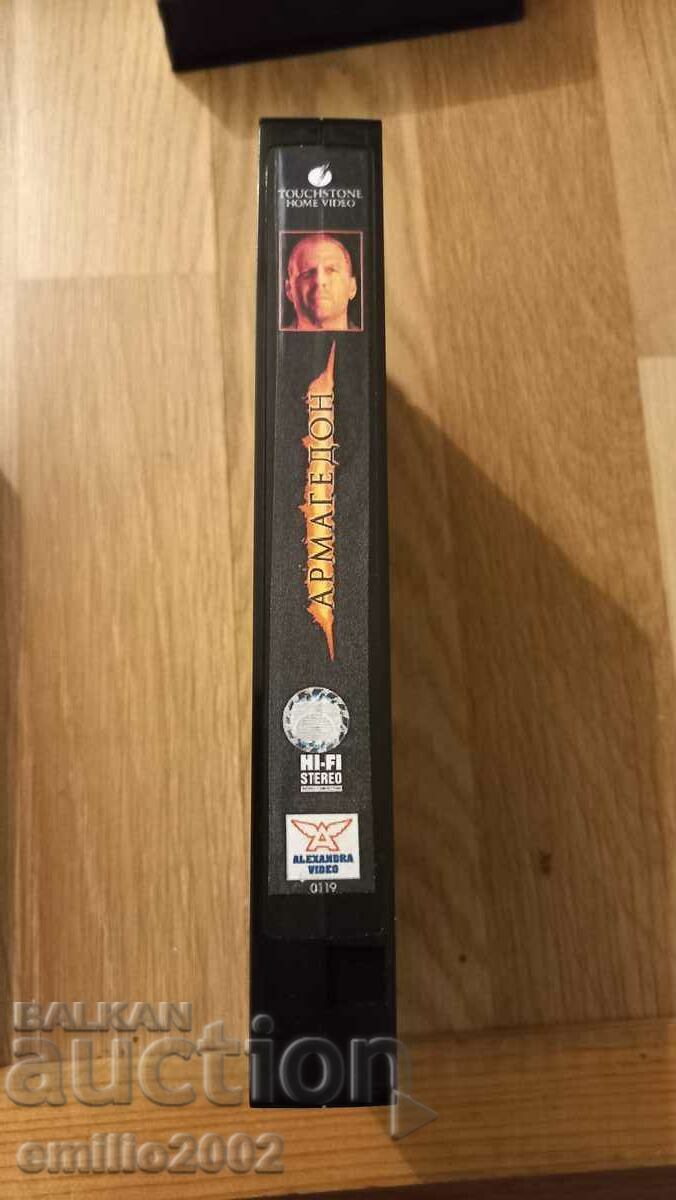 TOUCHSTONE
HOME VIDEO
АРМАГЕДОН
HI-FI
STEREO
ALEXANDRA
VIDEO
0119
BALKAN
auction
emilio2002